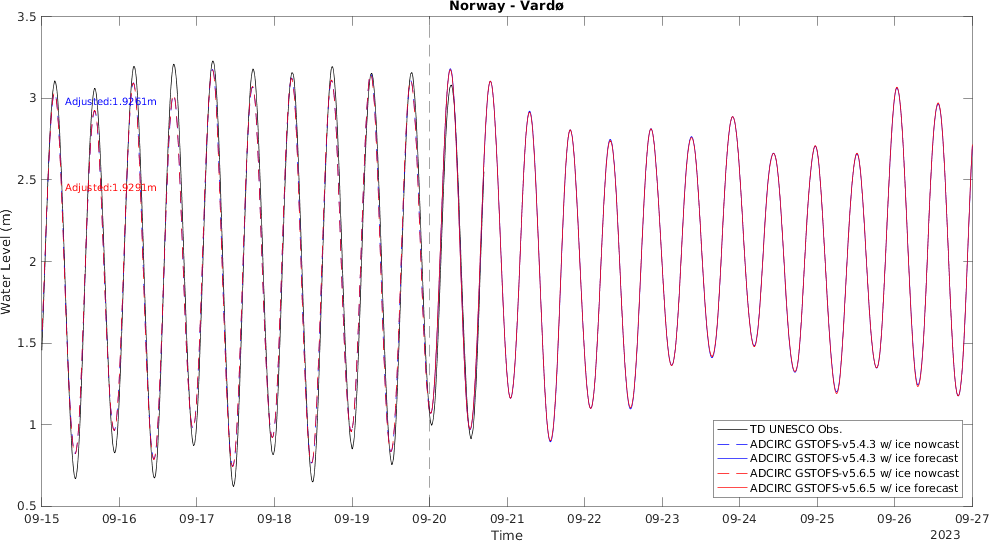 Norway - Vardø
3.5
3
2.5
2
1.5
1
0.5
Water Level (m)
Adjusted:1.9261m
Adjusted:1.9291m
TD UNESCO Obs.
ADCIRC GSTOFS-v5.4.3 w/ ice nowcast
ADCIRC GSTOFS-v5.4.3 w/ ice forecast
ADCIRC GSTOFS-v5.6.5 w/ ice nowcast
ADCIRC GSTOFS-v5.6.5 w/ ice forecast
09-15 09-16 09-17 09-18 09-19 09-20 09-21 09-22 09-23 09-24 09-25 09-26 09-27
Time
2023